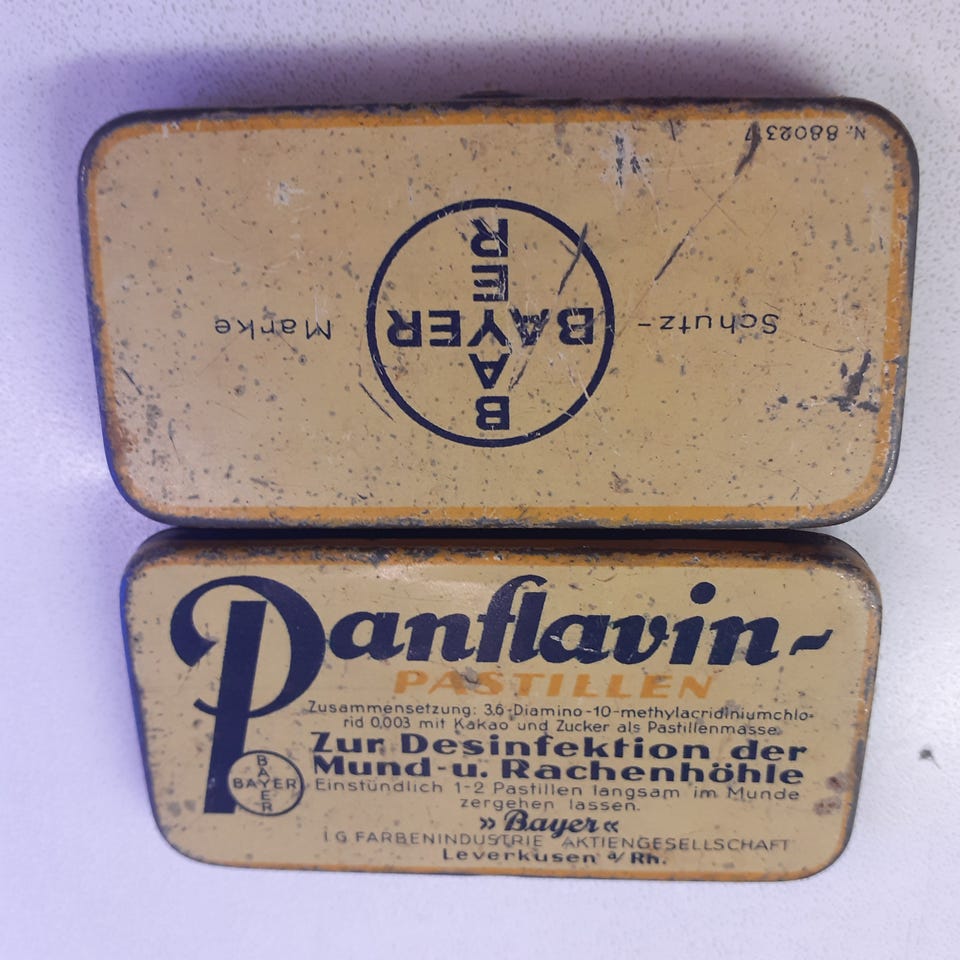 Nr. 880237
BAYER
BAYER
Schutz- Marke
Panflavin-
PASTILLEN
Zusammensetzung: 3,6-Diamino-10-methylacridiniumchlo-
rid 0,003 mit Kakao und Zucker als Pastillenmasse.
Zur Desinfektion der
Mund- u. Rachenhöhle
Einstündlich 1-2 Pastillen langsam im Munde
zergehen lassen.
BAYER
BAYER
»Bayer«
I.G. FARBENINDUSTRIE AKTIENGESELLSCHAFT
Leverkusen a/Rh.